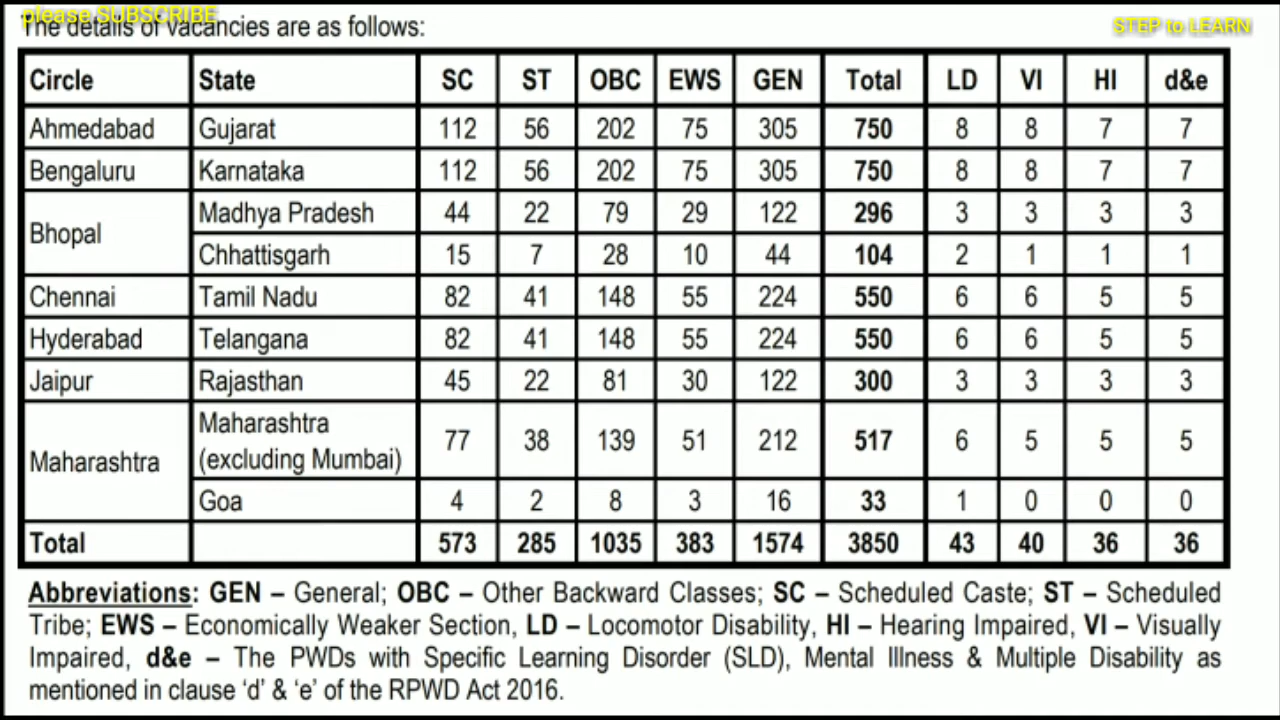 please SUBSCRIBE
STEP to LEARN
The details of vacancies are as follows:
Circle State SC ST OBC EWS GEN Total LD VI HI d&e
Ahmedabad Gujarat 112 56 202 75 305 750 8 8 7 7
Bengaluru Karnataka 112 56 202 75 305 750 8 8 7 7
Bhopal Madhya Pradesh 44 22 79 29 122 296 3 3 3 3
Chhattisgarh 15 7 28 10 44 104 2 1 1 1
Chennai Tamil Nadu 82 41 148 55 224 550 6 6 5 5
Hyderabad Telangana 82 41 148 55 224 550 6 6 5 5
Jaipur Rajasthan 45 22 81 30 122 300 3 3 3 3
Maharashtra Maharashtra
(excluding Mumbai) 77 38 139 51 212 517 6 5 5 5
Goa 4 2 8 3 16 33 1 0 0 0
Total 573 285 1035 383 1574 3850 43 40 36 36
Abbreviations: GEN – General; OBC – Other Backward Classes; SC – Scheduled Caste; ST – Scheduled
Tribe; EWS – Economically Weaker Section, LD – Locomotor Disability, HI – Hearing Impaired, VI – Visually
Impaired, d&e – The PWDs with Specific Learning Disorder (SLD), Mental Illness & Multiple Disability as
mentioned in clause ‘d’ & ‘e’ of the RPWD Act 2016.